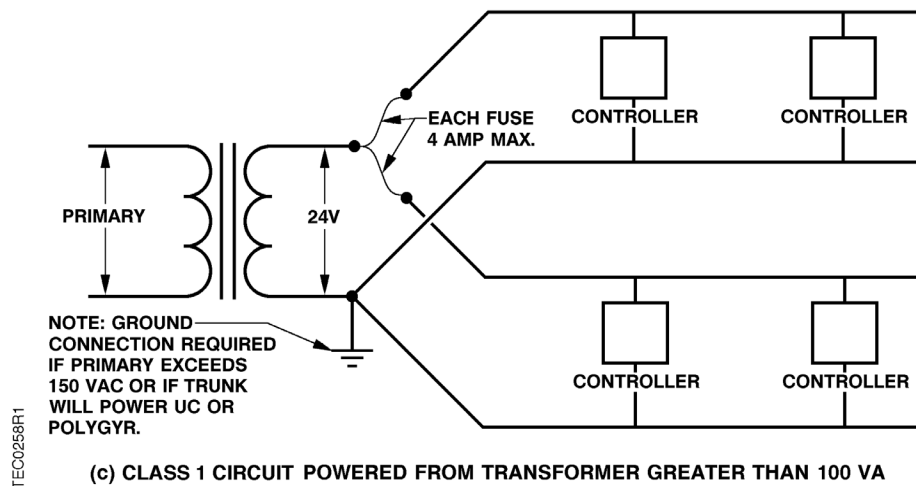 CONTROLLER
CONTROLLER
EACH FUSE
4 AMP MAX.
PRIMARY
24V
NOTE: GROUND
CONNECTION REQUIRED
IF PRIMARY EXCEEDS
150 VAC OR IF TRUNK
WILL POWER UC OR
POLYGYR.
CONTROLLER
CONTROLLER
TEC0258R1
(c) CLASS 1 CIRCUIT POWERED FROM TRANSFORMER GREATER THAN 100 VA